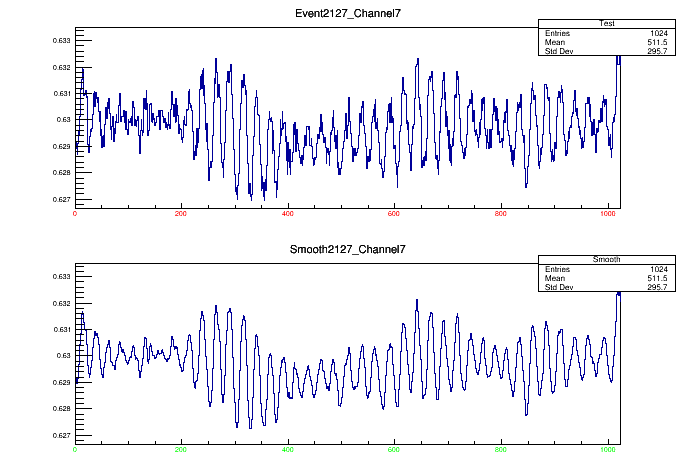 Event2127_Channel7
Test
Entries 1024
Mean 511.5
Std Dev 295.7
0.633
0.632
0.631
0.63
0.629
0.628
0.627
0 200 400 600 800 1000
Smooth2127_Channel7
Smooth
Entries 1024
Mean 511.5
Std Dev 295.7
0.633
0.632
0.631
0.63
0.629
0.628
0.627
0 200 400 600 800 1000